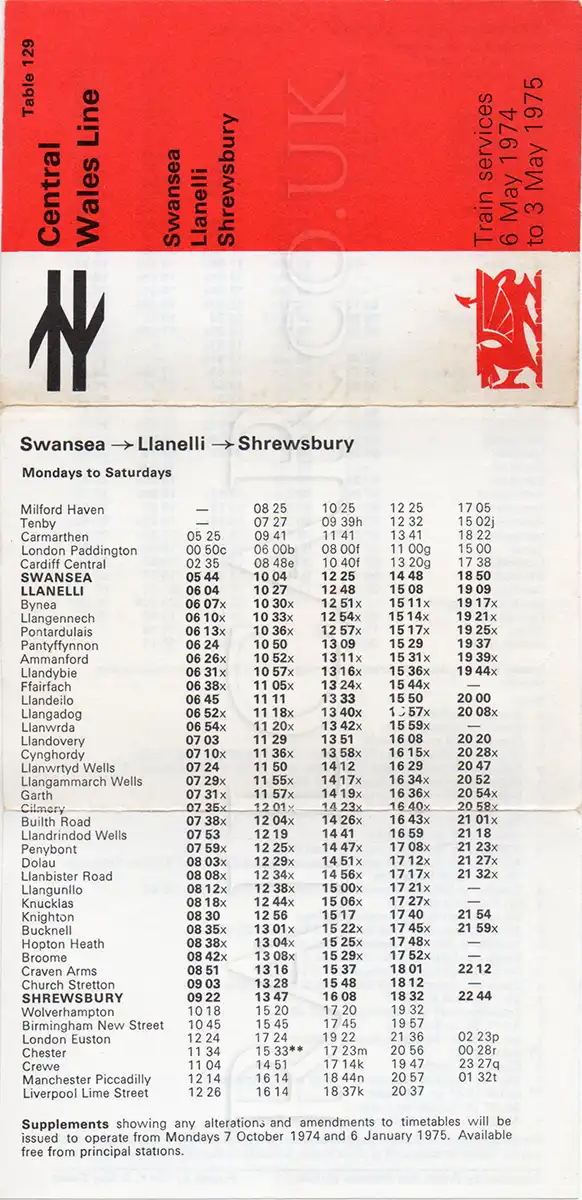 Table 129
Central
Wales Line
Swansea
Llanelli
Shrewsbury
Train services
6 May 1974
to 3 May 1975
RAILCAR.CO.UK
Swansea → Llanelli → Shrewsbury
Mondays to Saturdays
Milford Haven — 08 25 10 25 12 25 17 05
Tenby — 07 27 09 39h 12 32 15 02j
Carmarthen 05 25 09 41 11 41 13 41 18 22
London Paddington 00 50c 06 00b 08 00f 11 00g 15 00
Cardiff Central 02 35 08 48e 10 40f 13 20g 17 38
SWANSEA 05 44 10 04 12 25 14 48 18 50
LLANELLI 06 04 10 27 12 48 15 08 19 09
Bynea 06 07x 10 30x 12 51x 15 11x 19 17x
Llangennech 06 10x 10 33x 12 54x 15 14x 19 21x
Pontardulais 06 13x 10 36x 12 57x 15 17x 19 25x
Pantyffynnon 06 24 10 50 13 09 15 29 19 37
Ammanford 06 26x 10 52x 13 11x 15 31x 19 39x
Llandybie 06 31x 10 57x 13 16x 15 36x 19 44x
Ffairfach 06 38x 11 05x 13 24x 15 44x —
Llandeilo 06 45 11 11 13 33 15 50 20 00
Llangadog 06 52x 11 18x 13 40x 57x 20 08x
Llanwrda 06 54x 11 20x 13 42x 15 59x —
Llandovery 07 03 11 29 13 51 16 08 20 20
Cynghordy 07 10x 11 36x 13 58x 16 15x 20 28x
Llanwrtyd Wells 07 24 11 50 14 12 16 29 20 47
Llangammarch Wells 07 29x 11 55x 14 17x 16 34x 20 52
Garth 07 31x 11 57x 14 19x 16 36x 20 54x
Cilmery 07 35x 12 01x 14 23x 16 40x 20 58x
Builth Road 07 38x 12 04x 14 26x 16 43x 21 01x
Llandrindod Wells 07 53 12 19 14 41 16 59 21 18
Penybont 07 59x 12 25x 14 47x 17 08x 21 23x
Dolau 08 03x 12 29x 14 51x 17 12x 21 27x
Llanbister Road 08 08x 12 34x 14 56x 17 17x 21 32x
Llangunllo 08 12x 12 38x 15 00x 17 21x —
Knucklas 08 18x 12 44x 15 06x 17 27x —
Knighton 08 30 12 56 15 17 17 40 21 54
Bucknell 08 35x 13 01x 15 22x 17 45x 21 59x
Hopton Heath 08 38x 13 04x 15 25x 17 48x —
Broome 08 42x 13 08x 15 29x 17 52x —
Craven Arms 08 51 13 16 15 37 18 01 22 12
Church Stretton 09 03 13 28 15 48 18 12 —
SHREWSBURY 09 22 13 47 16 08 18 32 22 44
Wolverhampton 10 18 15 20 17 20 19 32
Birmingham New Street 10 45 15 45 17 45 19 57
London Euston 12 24 17 24 19 22 21 36 02 23p
Chester 11 34 15 33** 17 23m 20 56 00 28r
Crewe 11 04 14 51 17 14k 19 47 23 27q
Manchester Piccadilly 12 14 16 14 18 44n 20 57 01 32t
Liverpool Lime Street 12 26 16 14 18 37k 20 37
Supplements showing any alterations and amendments to timetables will be
issued to operate from Mondays 7 October 1974 and 6 January 1975. Available
free from principal stations.